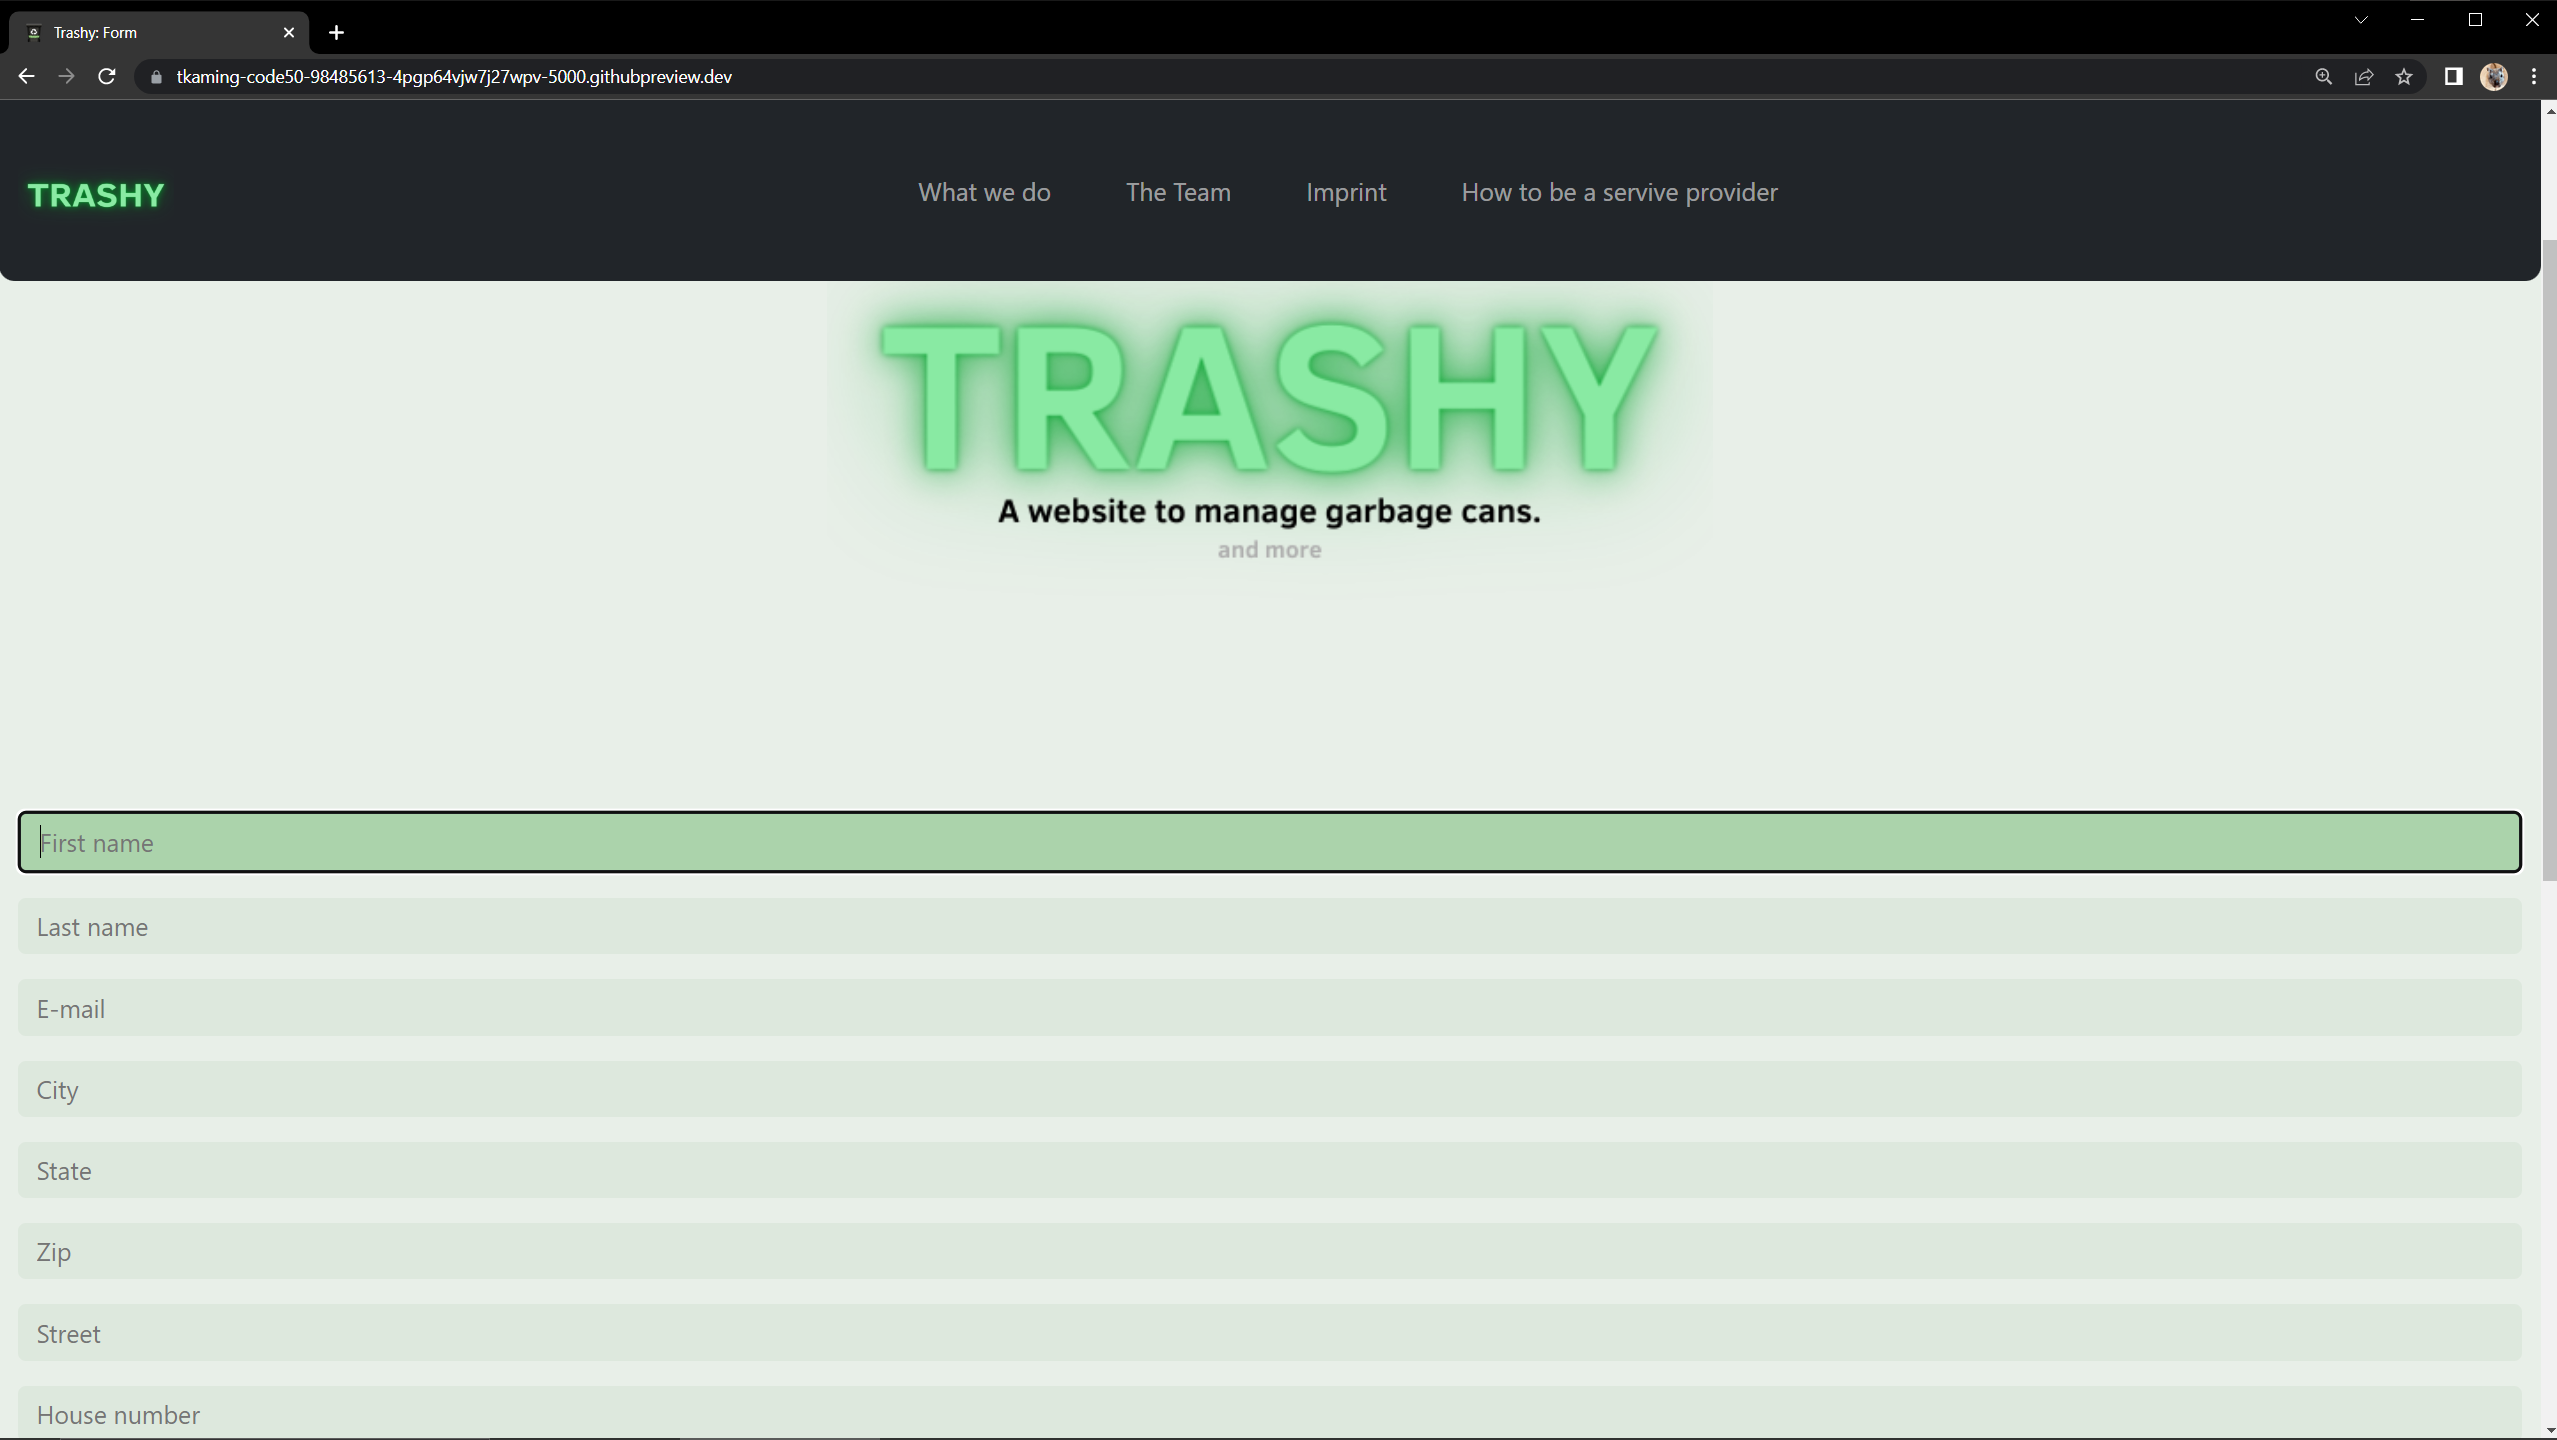 Trashy: Form
tkaming-code50-98485613-4pgp64vjw7j27wpv-5000.githubpreview.dev
TRASHY
What we do
The Team
Imprint
How to be a servive provider
TRASHY
A website to manage garbage cans.
and more
First name
Last name
E-mail
City
State
Zip
Street
House number